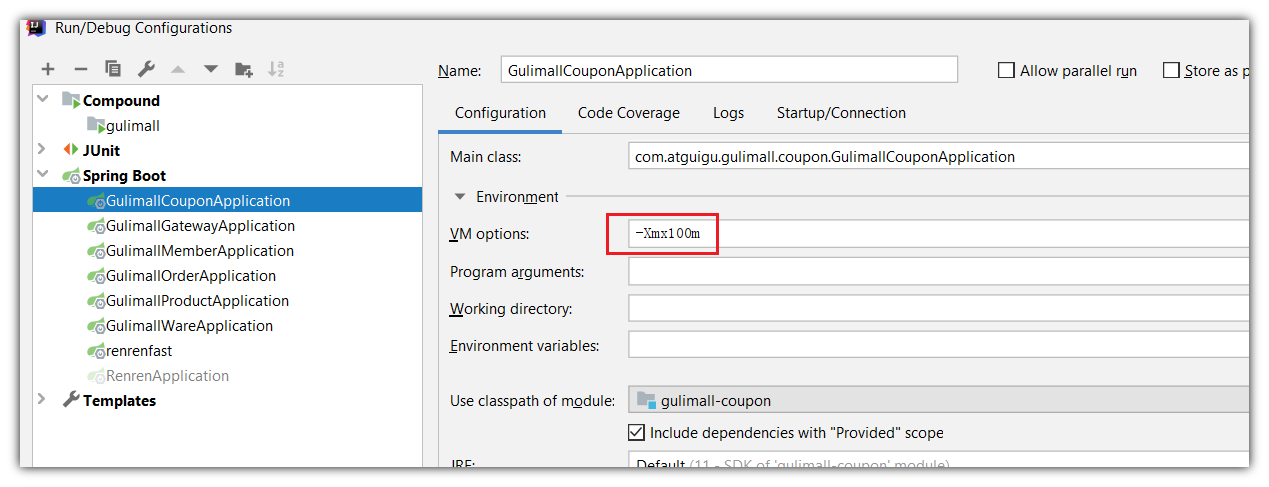 Run/Debug Configurations
Name: GulimallCouponApplication Allow parallel run Store as p
Compound
gulimall
JUnit
Spring Boot
GulimallCouponApplication
GulimallGatewayApplication
GulimallMemberApplication
GulimallOrderApplication
GulimallProductApplication
GulimallWareApplication
renrenfast
RenrenApplication
Templates
Configuration Code Coverage Logs Startup/Connection
Main class: com.atguigu.gulimall.coupon.GulimallCouponApplication
Environment
VM options: -Xmx100m
Program arguments:
Working directory:
Environment variables:
Use classpath of module: gulimall-coupon
Include dependencies with "Provided" scope
JRE: Default (11 - SDK of 'gulimall-coupon' module)